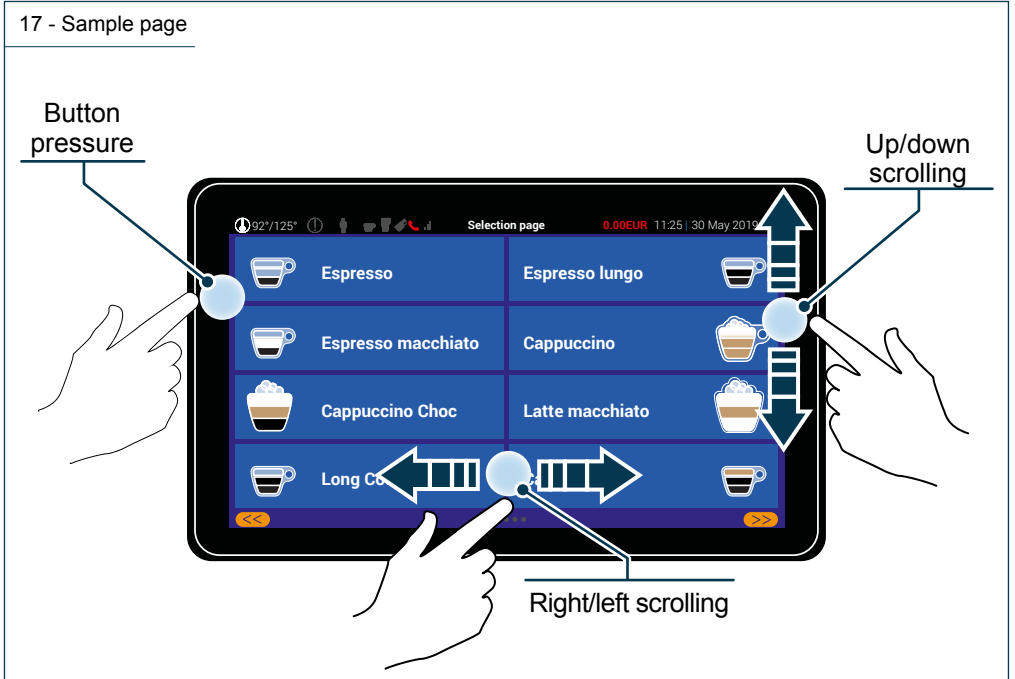 17 - Sample page
Button
pressure
Up/down
scrolling
92°/125°
Selection page
0.00EUR 11:25 | 30 May 2019
Espresso
Espresso lungo
Espresso macchiato
Cappuccino
Cappuccino Choc
Latte macchiato
Long
<<
>>
Right/left scrolling